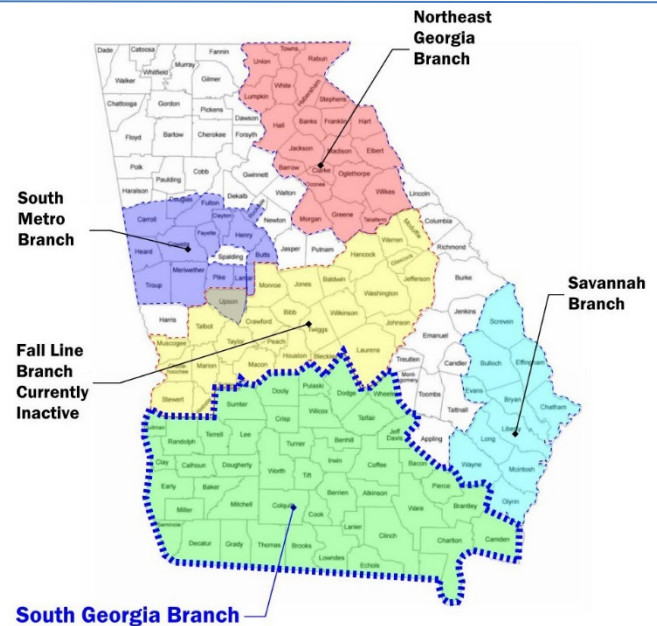 Northeast
Georgia
Branch
Dade Catoosa Fannin Towns Rabun
Walker Whitfield Murray Gilmer Union
White Habersham
Chattooga Gordon Pickens Lumpkin Stephens
Dawson Hall Banks Franklin Hart
Floyd Bartow Cherokee Forsyth
Jackson Madison Elbert
Polk Paulding Cobb Gwinnett Barrow Clarke Oglethorpe
Haralson Dekalb Walton Oconee Wilkes Lincoln
South
Metro
Branch
Douglas Fulton Clayton Newton Morgan Greene Taliaferro Columbia
Carroll Fayette Henry McDuffie
Heard Coweta Spalding Butts Jasper Putnam Warren Richmond
Troup Meriwether Pike Lamar Hancock Glascock
Monroe Jones Baldwin Jefferson Burke
Upson Washington
Savannah
Branch
Harris Talbot Crawford Bibb Wilkinson Jenkins Screven
Twiggs Johnson
Fall Line
Branch
Currently
Inactive
Muscogee Taylor Peach Emanuel
Marion Macon Houston Bleckley Laurens Treutlen Candler Bulloch Effingham
Stewart Mont-
gomery Evans
Dooly Pulaski Dodge Wheeler Toombs Bryan Chatham
Sumter Wilcox Telfair Tattnall
Randolph Terrell Lee Crisp Jeff
Davis Appling Liberty
Turner Benhill Long
Clay Calhoun Dougherty Worth Tift Irwin Coffee Bacon Wayne McIntosh
Early Baker Berrien Atkinson Pierce
Miller Mitchell Colquitt Cook Ware Brantley Glynn
Seminole Lanier Clinch
Decatur Grady Thomas Brooks Charlton Camden
Lowndes Echols
South Georgia Branch